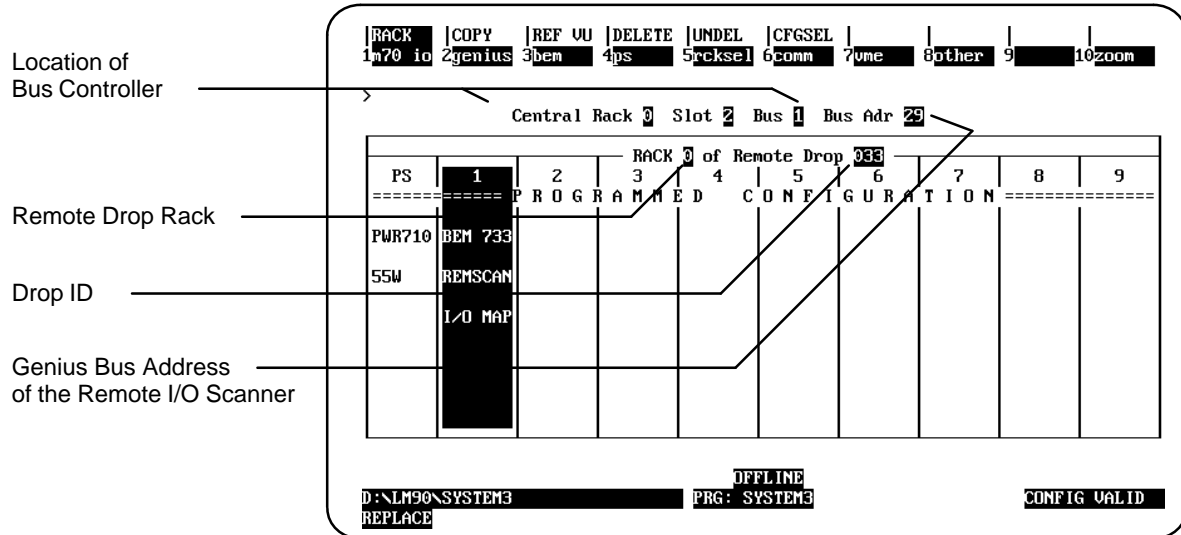 |RACK |COPY |REF VU |DELETE |UNDEL |CFGSEL | | | |
1m70 io 2genius 3bem 4ps 5rcksel 6comm 7vme 8other 9 10zoom
>
Location of
Bus Controller
Central Rack 0 Slot 2 Bus 1 Bus Adr 29
RACK 0 of Remote Drop 033
PS 1 2 3 4 5 6 7 8 9
====== ====== PROGRAMMED CONFIGURATION ============
Remote Drop Rack
PWR710 BEM 733
55W REMSCAN
Drop ID
I/O MAP
Genius Bus Address
of the Remote I/O Scanner
OFFLINE
D:\LM90\SYSTEM3 PRG: SYSTEM3 CONFIG VALID
REPLACE